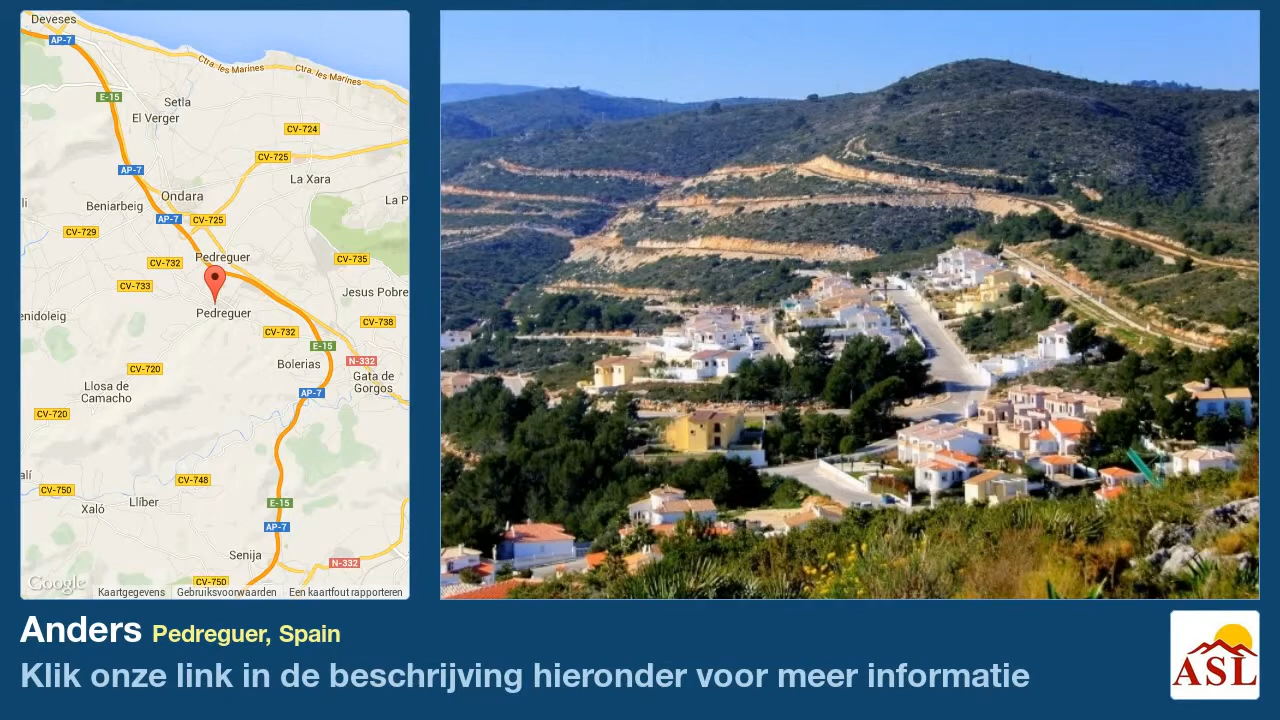 Deveses
AP-7
Ctra. les Marines
Ctra. les Marines
E-15
Setla
El Verger
CV-724
CV-725
AP-7
La Xara
Ondara
Beniarbeig
La P
AP-7
CV-725
CV-729
Pedreguer
CV-732
CV-735
CV-733
Jesus Pobre
enidoleig
Pedreguer
CV-738
CV-732
E-15
Bolerias
N-332
CV-720
Gata de
Gorgos
Llosa de
Camacho
AP-7
CV-720
alí
CV-748
CV-750
Llíber
E-15
Xaló
AP-7
Senija
N-332
CV-750
Google
Kaartgegevens
Gebruiksvoorwaarden
Een kaartfout rapporteren
Anders Pedreguer, Spain
Klik onze link in de beschrijving hieronder voor meer informatie
ASL